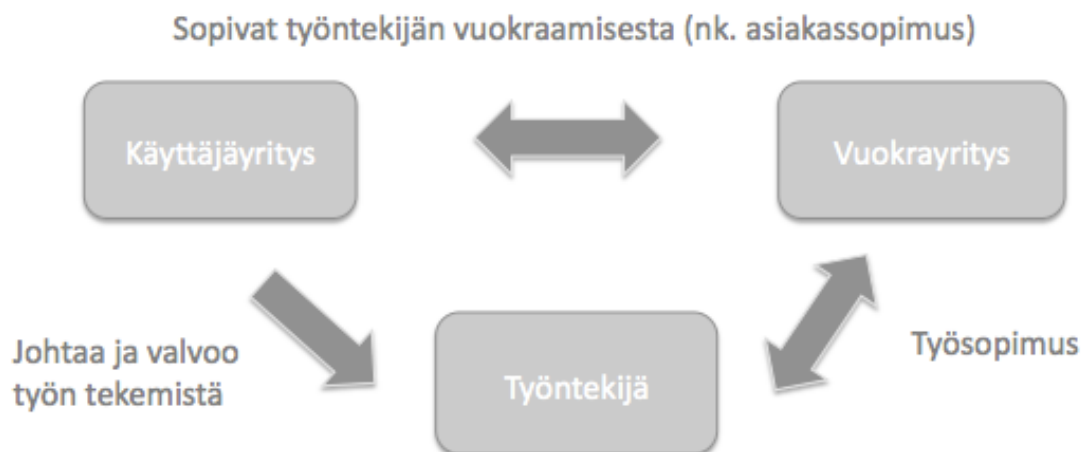 Sopivat työntekijän vuokraamisesta (nk. asiakassopimus)
Käyttäjäyritys
Vuokrayritys
Johtaa ja valvoo
työn tekemistä
Työntekijä
Työsopimus